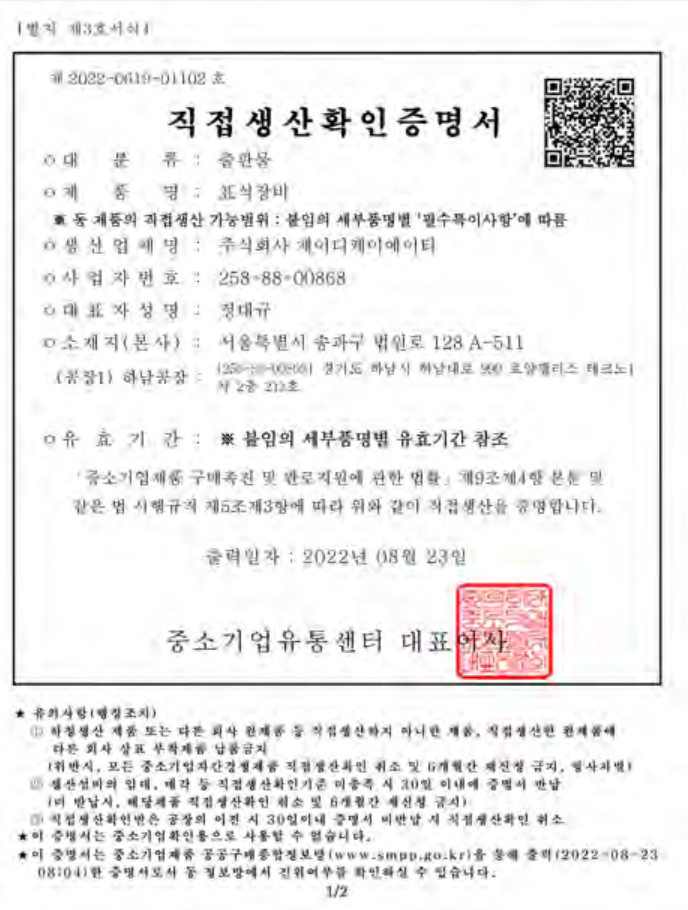 [별지 제3호서식]
제 2022-0619-01102 호
직접생산확인증명서
ㅇ대 분 류 : 출판물
ㅇ제 품 명 : 표식장비
※ 동 제품의 직접생산 가능범위 : 붙임의 세부품명별 '필수특이사항'에 따름
ㅇ생 산 업 체 명 : 주식회사 제이디케이에이티
ㅇ사 업 자 번 호 : 258-88-00868
ㅇ대 표 자 성 명 : 정대규
ㅇ소 재 지(본사) : 서울특별시 송파구 법원로 128 A-511
(공장1) 하남공장 : (258-88-00868) 경기도 하남시 하남대로 990 테크노
2층 213호
ㅇ유 효 기 간 : ※ 붙임의 세부품명별 유효기간 참조
「중소기업제품 구매촉진 및 판로지원에 관한 법률」제9조제4항 본문 및
같은 법 시행규칙 제5조제3항에 따라 위와 같이 직접생산을 증명합니다.
출력일자 : 2022년 08월 23일
중소기업유통센터 대표이사
★ 유의사항(행정조치)
① 하청생산 제품 또는 다른 회사 완제품 등 직접생산하지 아니한 제품, 직접생산한 완제품에
다른 회사 상표 부착제품 납품금지
(위반시, 모든 중소기업자간경쟁제품 직접생산확인 취소 및 6개월간 재신청 금지, 형사처벌)
② 생산설비의 임대, 매각 등 직접생산확인기준 미충족 시 30일 이내에 증명서 반납
(미 반납시, 해당제품 직접생산확인 취소 및 6개월간 재신청 금지)
③ 직접생산확인받은 공장의 이전 시 30일이내 증명서 미반납 시 직접생산확인 취소
★이 증명서는 중소기업확인용으로 사용할 수 없습니다.
★이 증명서는 중소기업제품 공공구매종합정보망(www.smpp.go.kr)을 통해 출력(2022-08-23
08:04)한 증명서로서 동 정보망에서 진위여부를 확인하실 수 있습니다.
1/2